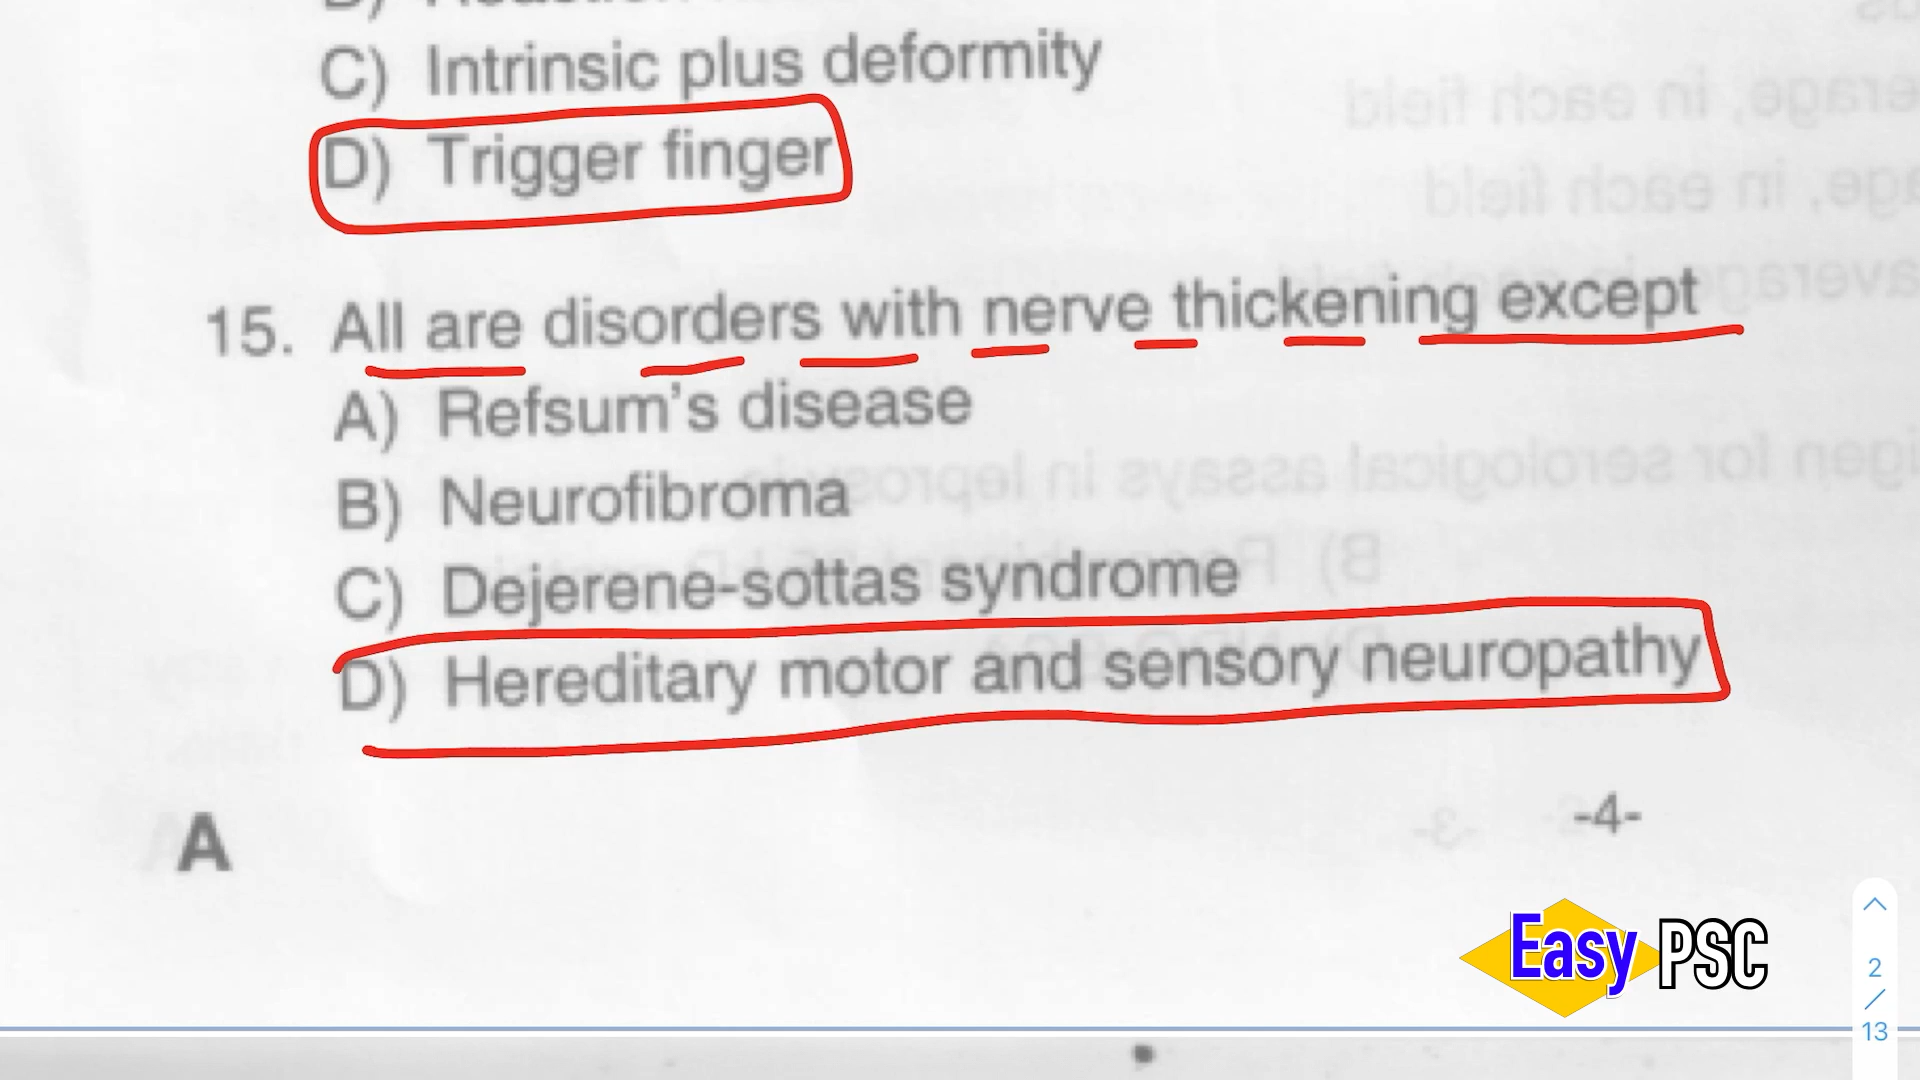 C) Intrinsic plus deformity
D) Trigger finger
15. All are disorders with nerve thickening except
A) Refsum's disease
B) Neurofibroma
C) Dejerene-sottas syndrome
D) Hereditary motor and sensory neuropathy
A
-4-
Easy PSC
2
/
13